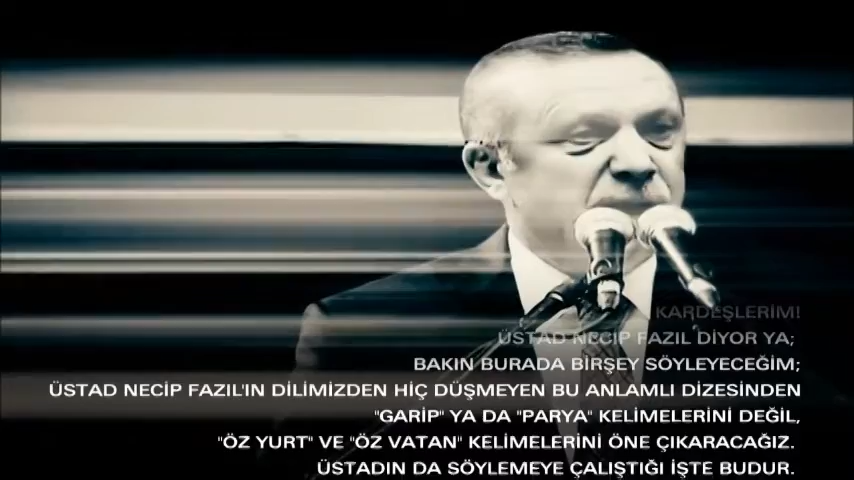 KARDEŞLERİM!
ÜSTAD NECİP FAZIL DİYOR YA;
BAKIN BURADA BİRŞEY SÖYLEYECEĞİM;
ÜSTAD NECİP FAZIL'IN DİLİMİZDEN HİÇ DÜŞMEYEN BU ANLAMLI DİZESİNDEN
"GARİP" YA DA "PARYA" KELİMELERİNİ DEĞİL,
"ÖZ YURT" VE "ÖZ VATAN" KELİMELERİNİ ÖNE ÇIKARACAĞIZ.
ÜSTADIN DA SÖYLEMEYE ÇALIŞTIĞI İŞTE BUDUR.